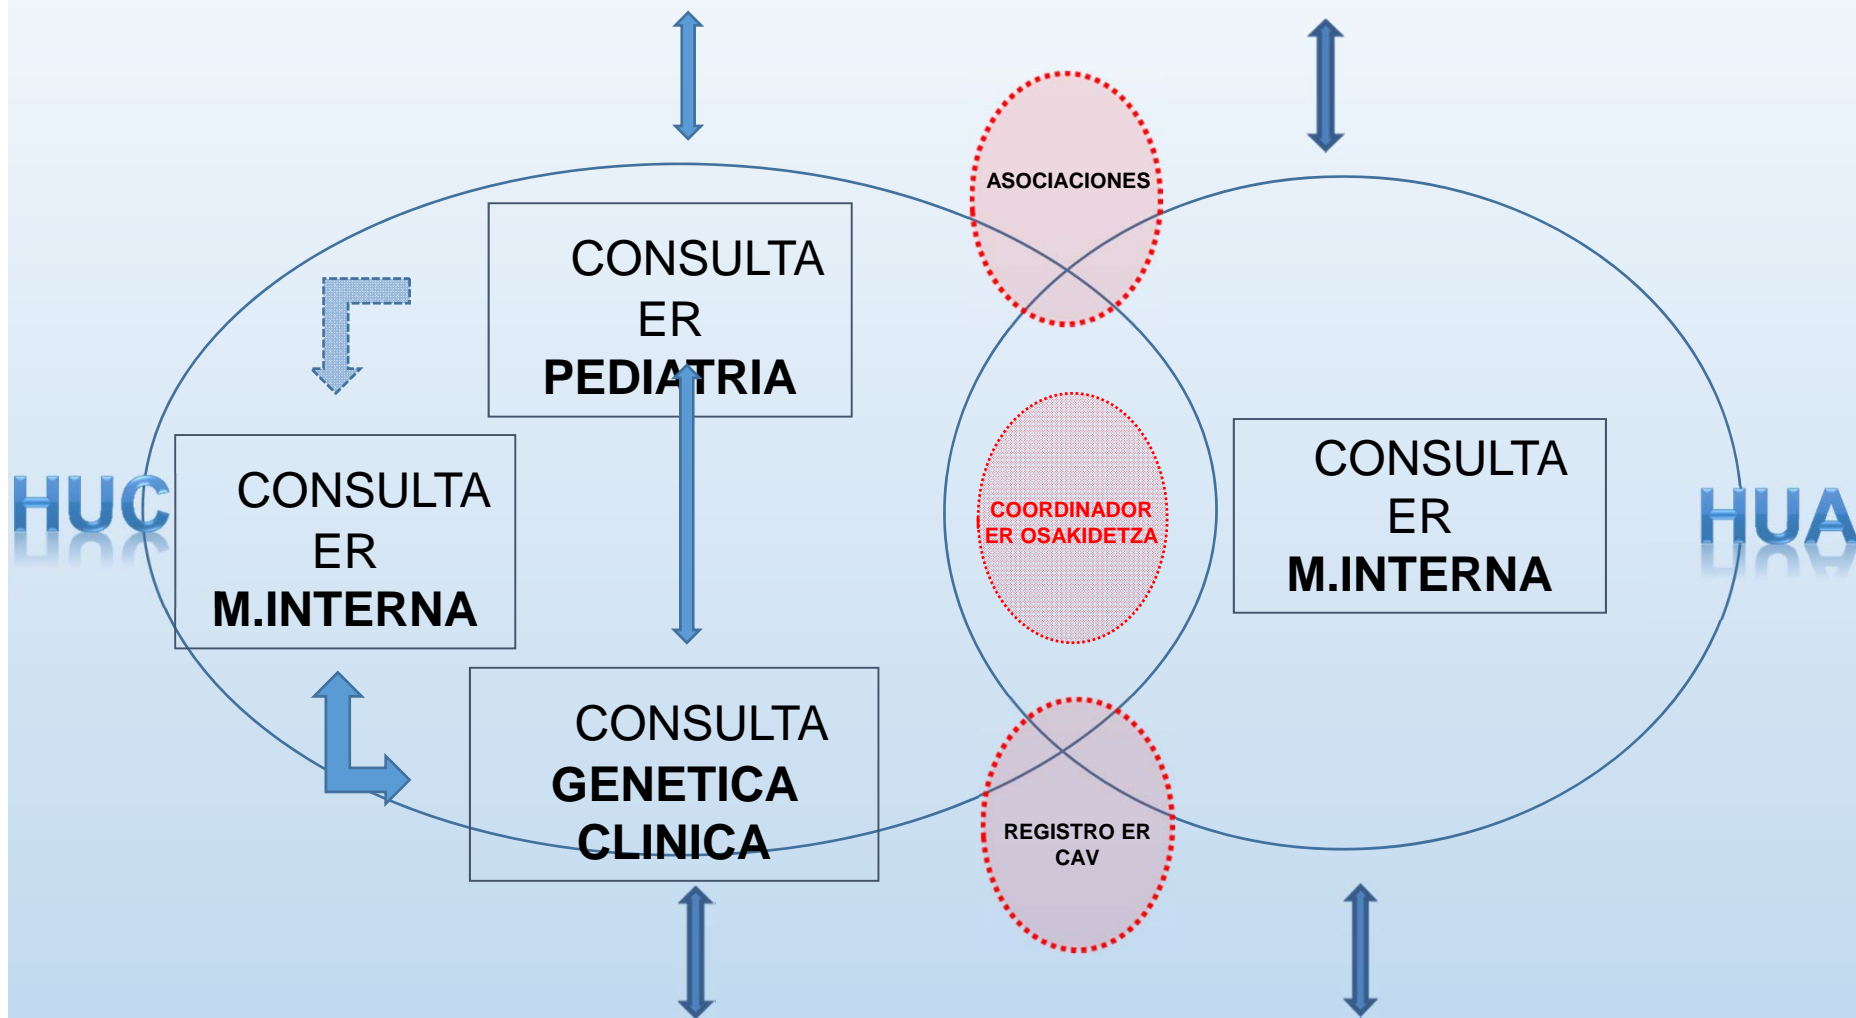 ASOCIACIONES
CONSULTA
ER
PEDIATRIA
HUC
CONSULTA
ER
M.INTERNA
COORDINADOR
ER OSAKIDETZA
CONSULTA
ER
M.INTERNA
HUA
CONSULTA
GENETICA
CLINICA
REGISTRO ER
CAV